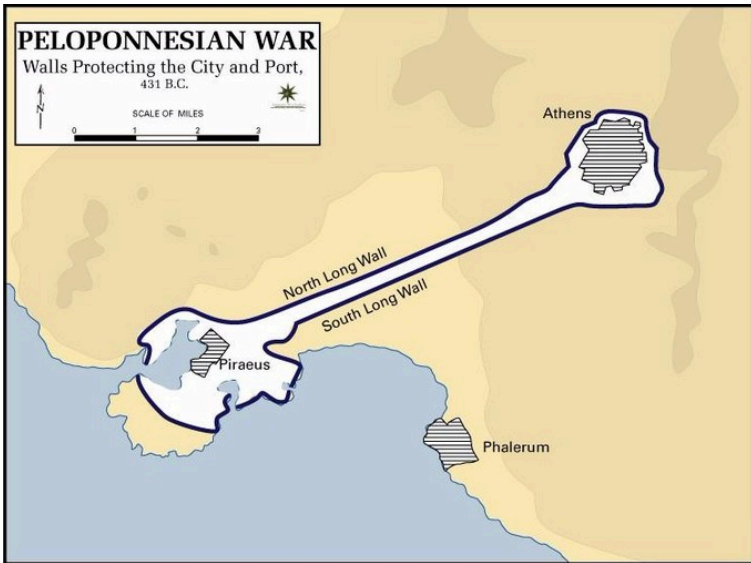 PELOPONNESIAN WAR
Walls Protecting the City and Port,
431 B.C.
N
SCALE OF MILES
0 1 2 3
Athens
North Long Wall
South Long Wall
Piraeus
Phalerum